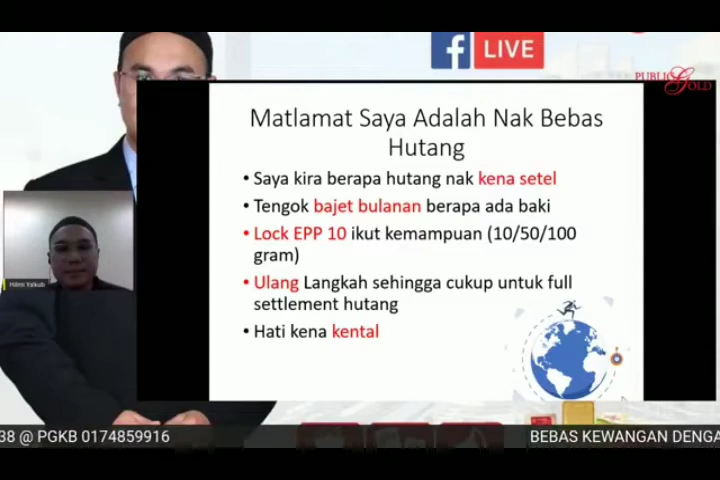 f LIVE
PUBLIC GOLD
Matlamat Saya Adalah Nak Bebas
Hutang
• Saya kira berapa hutang nak kena setel
• Tengok bajet bulanan berapa ada baki
• Lock EPP 10 ikut kemampuan (10/50/100
gram)
• Ulang Langkah sehingga cukup untuk full
settlement hutang
• Hati kena kental
Hilmi Yaikub
38 @ PGKB 0174859916
BEBAS KEWANGAN DENGA